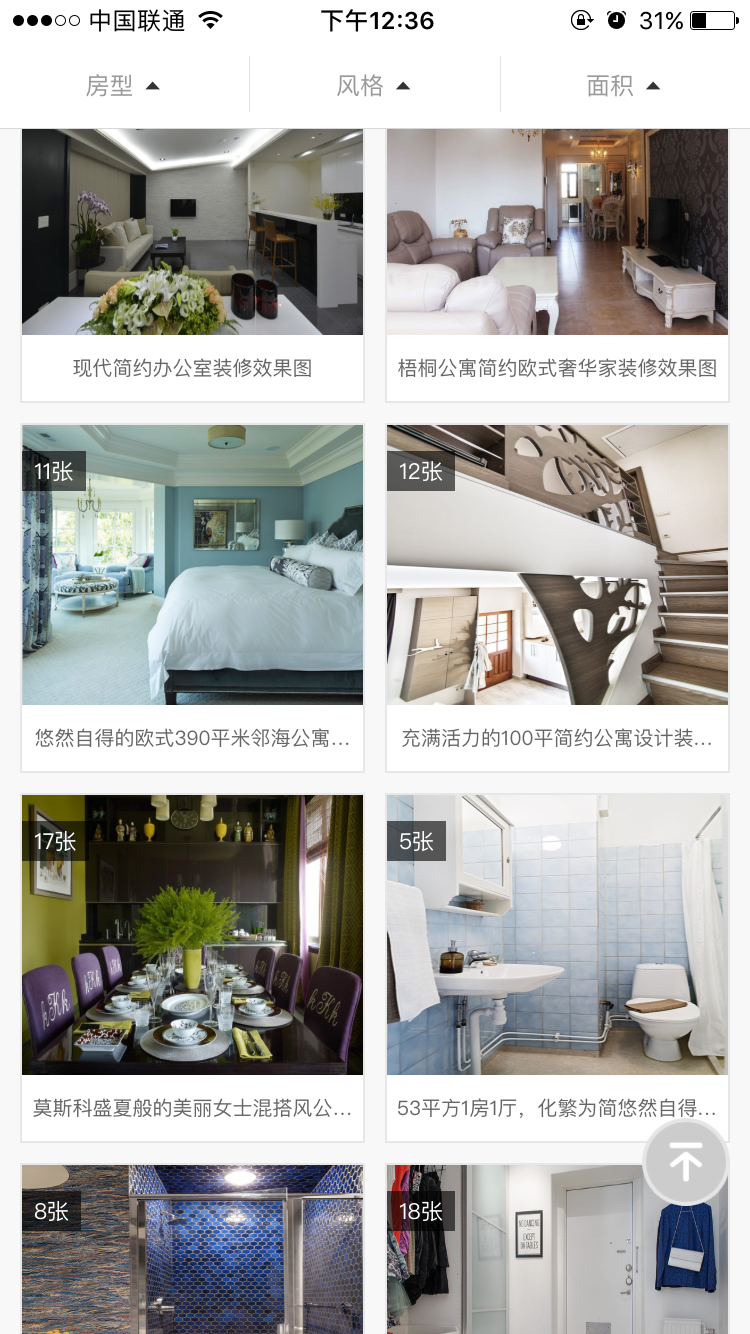 中国联通 下午12:36 31%
房型 风格 面积
现代简约办公室装修效果图
梧桐公寓简约欧式奢华家装修效果图
11张
12张
悠然自得的欧式390平米邻海公寓...
充满活力的100平简约公寓设计装...
17张
5张
莫斯科盛夏般的美丽女士混搭风公...
53平方1房1厅，化繁为简悠然自得...
8张
18张
NO DANCING
EXCEPT
ON TABLES